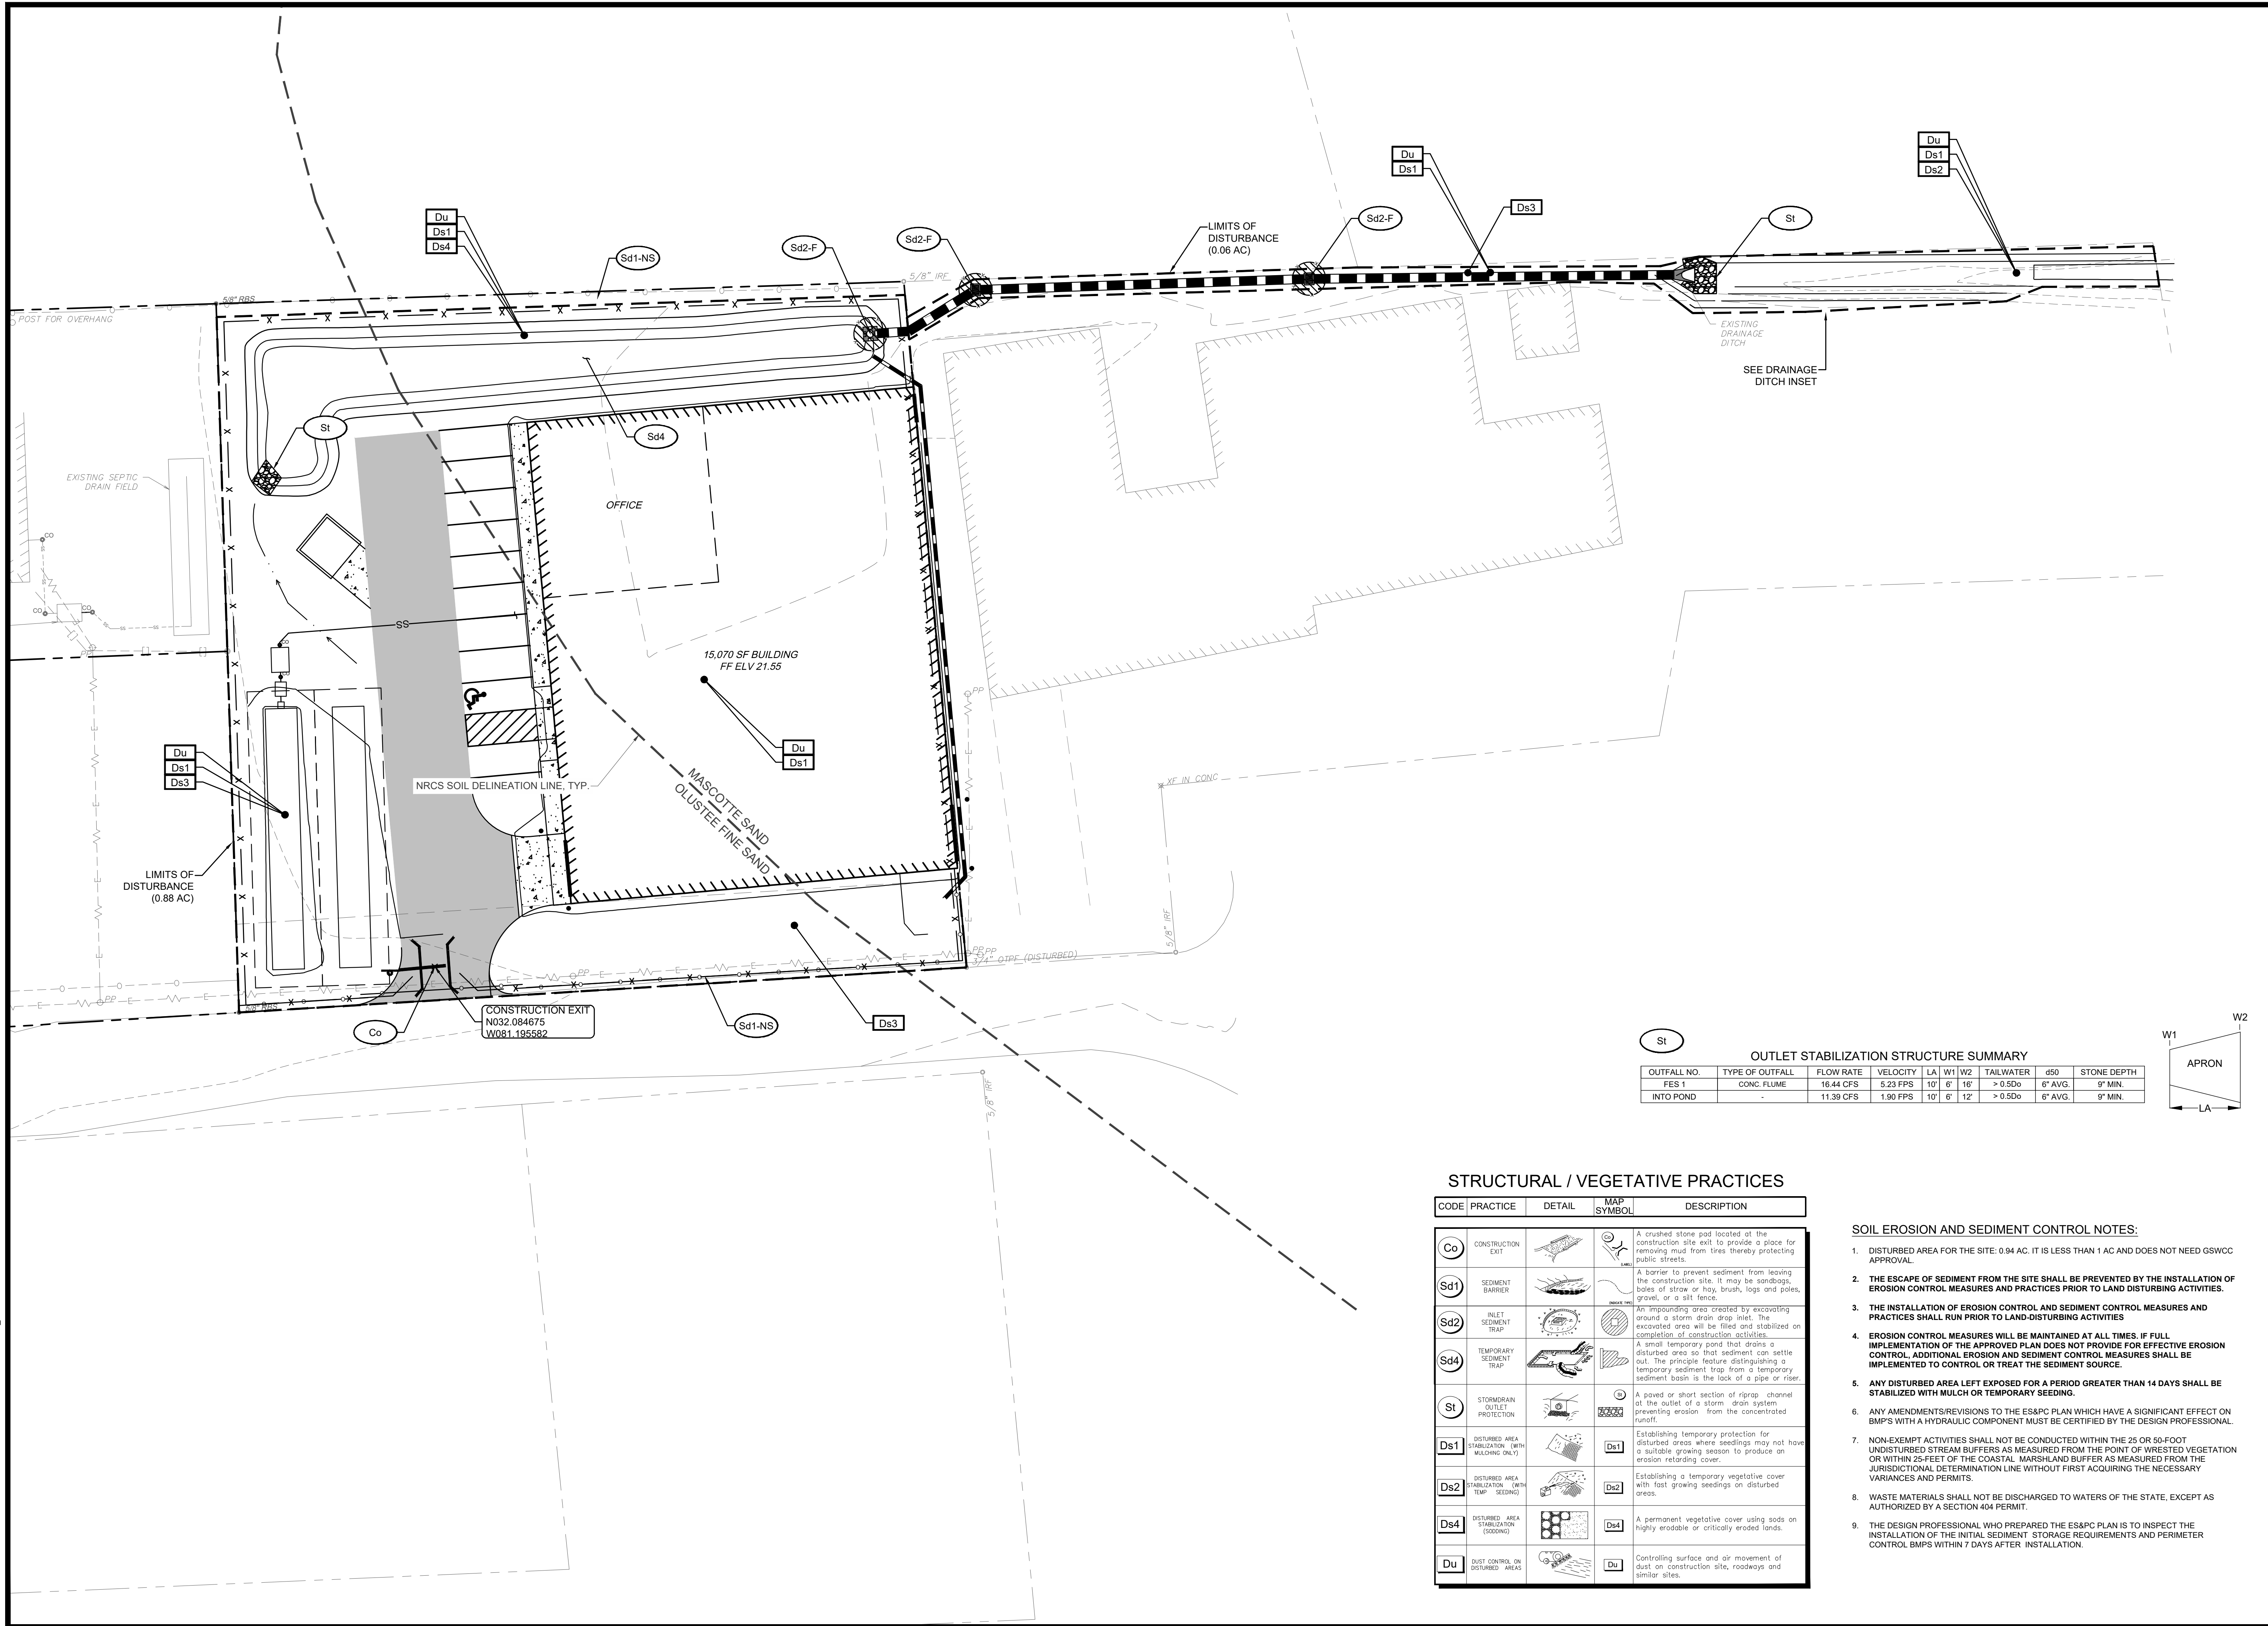 Du
Ds1
Ds4
Sd1-NS
Sd2-F
Sd2-F
LIMITS OF
DISTURBANCE
(0.06 AC)
Sd2-F
Du
Ds1
Ds3
St
Du
Ds1
Ds2
5/8" RBS
5/8" IRF
POST FOR OVERHANG
EXISTING
DRAINAGE
DITCH
SEE DRAINAGE
DITCH INSET
St
Sd4
EXISTING SEPTIC
DRAIN FIELD
OFFICE
CO
CO
CO
PP
SS
CO
15,070 SF BUILDING
FF ELV 21.55
PP
Du
Ds1
Du
Ds1
Ds3
NRCS SOIL DELINEATION LINE, TYP.
MASCOTTE SAND
OLUSTEE FINE SAND
XF IN CONC
LIMITS OF
DISTURBANCE
(0.88 AC)
5/8" IRF
PP
PP
3/4" OTPF (DISTURBED)
PP
PP
5/8" RBS
CONSTRUCTION EXIT
N032.084675
W081.195582
Co
Sd1-NS
Ds3
5/8" IRF
St
OUTLET STABILIZATION STRUCTURE SUMMARY
OUTFALL NO. TYPE OF OUTFALL FLOW RATE VELOCITY LA W1 W2 TAILWATER d50 STONE DEPTH
FES 1 CONC. FLUME 16.44 CFS 5.23 FPS 10' 6' 16' > 0.5Do 6" AVG. 9" MIN.
INTO POND - 11.39 CFS 1.90 FPS 10' 6' 12' > 0.5Do 6" AVG. 9" MIN.
W1
W2
APRON
LA
STRUCTURAL / VEGETATIVE PRACTICES
CODE PRACTICE DETAIL MAP SYMBOL DESCRIPTION
Co
CONSTRUCTION
EXIT
Co
A crushed stone pad located at the
construction site exit to provide a place for
removing mud from tires thereby protecting
public streets.
Sd1
SEDIMENT
BARRIER
A barrier to prevent sediment from leaving
the construction site. It may be sandbags,
bales of straw or hay, brush, logs and poles,
gravel, or a silt fence.
Sd2
INLET
SEDIMENT
TRAP
An impounding area created by excavating
around a storm drain drop inlet. The
excavated area will be filled and stabilized on
completion of construction activities.
Sd4
TEMPORARY
SEDIMENT
TRAP
A small temporary pond that drains a
disturbed area so that sediment can settle
out. The principle feature distinguishing a
temporary sediment trap from a temporary
sediment basin is the lack of a pipe or riser.
St
STORMDRAIN
OUTLET
PROTECTION
St
A paved or short section of riprap channel
at the outlet of a storm drain system
preventing erosion from the concentrated
runoff.
Ds1
DISTURBED AREA
STABILIZATION (WITH
MULCHING ONLY)
Ds1
Establishing temporary protection for
disturbed areas where seedlings may not have
a suitable growing season to produce an
erosion retarding cover.
Ds2
DISTURBED AREA
STABILIZATION (WITH
TEMP SEEDING)
Ds2
Establishing a temporary vegetative cover
with fast growing seedings on disturbed
areas.
Ds4
DISTURBED AREA
STABILIZATION
(SODDING)
Ds4
A permanent vegetative cover using sods on
highly erodable or critically eroded lands.
Du
DUST CONTROL ON
DISTURBED AREAS
Du
Controlling surface and air movement of
dust on construction site, roadways and
similar sites.
SOIL EROSION AND SEDIMENT CONTROL NOTES:
1. DISTURBED AREA FOR THE SITE: 0.94 AC. IT IS LESS THAN 1 AC AND DOES NOT NEED GSWCC
APPROVAL.
2. THE ESCAPE OF SEDIMENT FROM THE SITE SHALL BE PREVENTED BY THE INSTALLATION OF
EROSION CONTROL MEASURES AND PRACTICES PRIOR TO LAND DISTURBING ACTIVITIES.
3. THE INSTALLATION OF EROSION CONTROL AND SEDIMENT CONTROL MEASURES AND
PRACTICES SHALL RUN PRIOR TO LAND-DISTURBING ACTIVITIES
4. EROSION CONTROL MEASURES WILL BE MAINTAINED AT ALL TIMES. IF FULL
IMPLEMENTATION OF THE APPROVED PLAN DOES NOT PROVIDE FOR EFFECTIVE EROSION
CONTROL, ADDITIONAL EROSION AND SEDIMENT CONTROL MEASURES SHALL BE
IMPLEMENTED TO CONTROL OR TREAT THE SEDIMENT SOURCE.
5. ANY DISTURBED AREA LEFT EXPOSED FOR A PERIOD GREATER THAN 14 DAYS SHALL BE
STABILIZED WITH MULCH OR TEMPORARY SEEDING.
6. ANY AMENDMENTS/REVISIONS TO THE ES&PC PLAN WHICH HAVE A SIGNIFICANT EFFECT ON
BMP'S WITH A HYDRAULIC COMPONENT MUST BE CERTIFIED BY THE DESIGN PROFESSIONAL.
7. NON-EXEMPT ACTIVITIES SHALL NOT BE CONDUCTED WITHIN THE 25 OR 50-FOOT
UNDISTURBED STREAM BUFFERS AS MEASURED FROM THE POINT OF WRESTED VEGETATION
OR WITHIN 25-FEET OF THE COASTAL MARSHLAND BUFFER AS MEASURED FROM THE
JURISDICTIONAL DETERMINATION LINE WITHOUT FIRST ACQUIRING THE NECESSARY
VARIANCES AND PERMITS.
8. WASTE MATERIALS SHALL NOT BE DISCHARGED TO WATERS OF THE STATE, EXCEPT AS
AUTHORIZED BY A SECTION 404 PERMIT.
9. THE DESIGN PROFESSIONAL WHO PREPARED THE ES&PC PLAN IS TO INSPECT THE
INSTALLATION OF THE INITIAL SEDIMENT STORAGE REQUIREMENTS AND PERIMETER
CONTROL BMPS WITHIN 7 DAYS AFTER INSTALLATION.